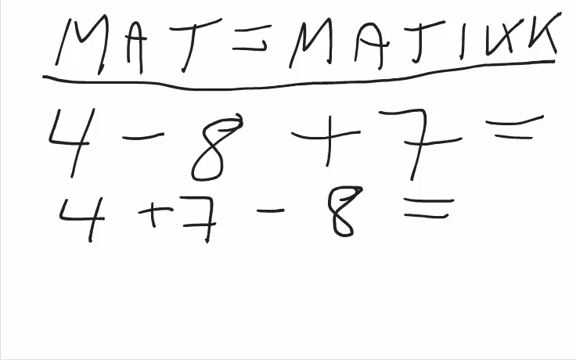 MAT = MATIKK
4 - 8 + 7 =
4 + 7 - 8 =